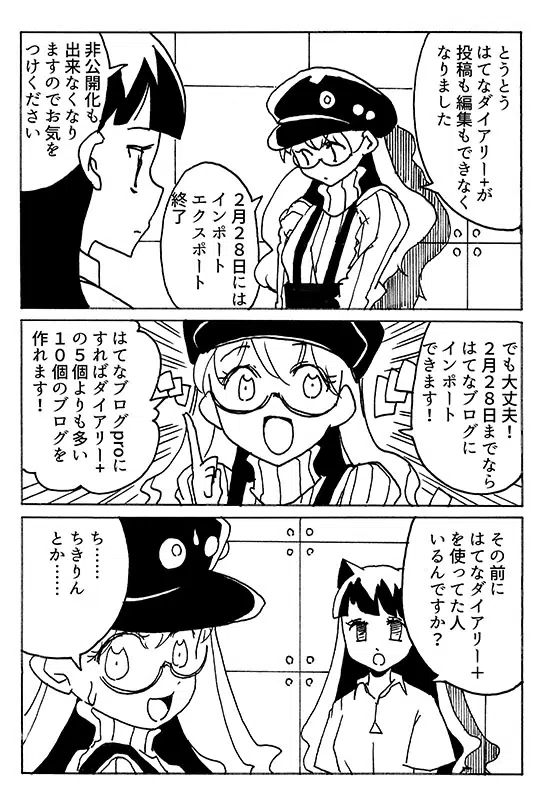 とうとう
はてなダイアリー+が
投稿も編集もできなく
なりました
２月２８日には
インポート
エクスポート
終了
非公開化も
出来なくなり
ますのでお気を
つけください
でも大丈夫！
２月２８日までなら
はてなブログに
インポート
できます！
はてなブログproに
すればダイアリー+
の５個よりも多い
１０個のブログを
作れます！
その前に
はてなダイアリー+
を使ってた人
いるんですか？
ち……
ちきりん
とか……